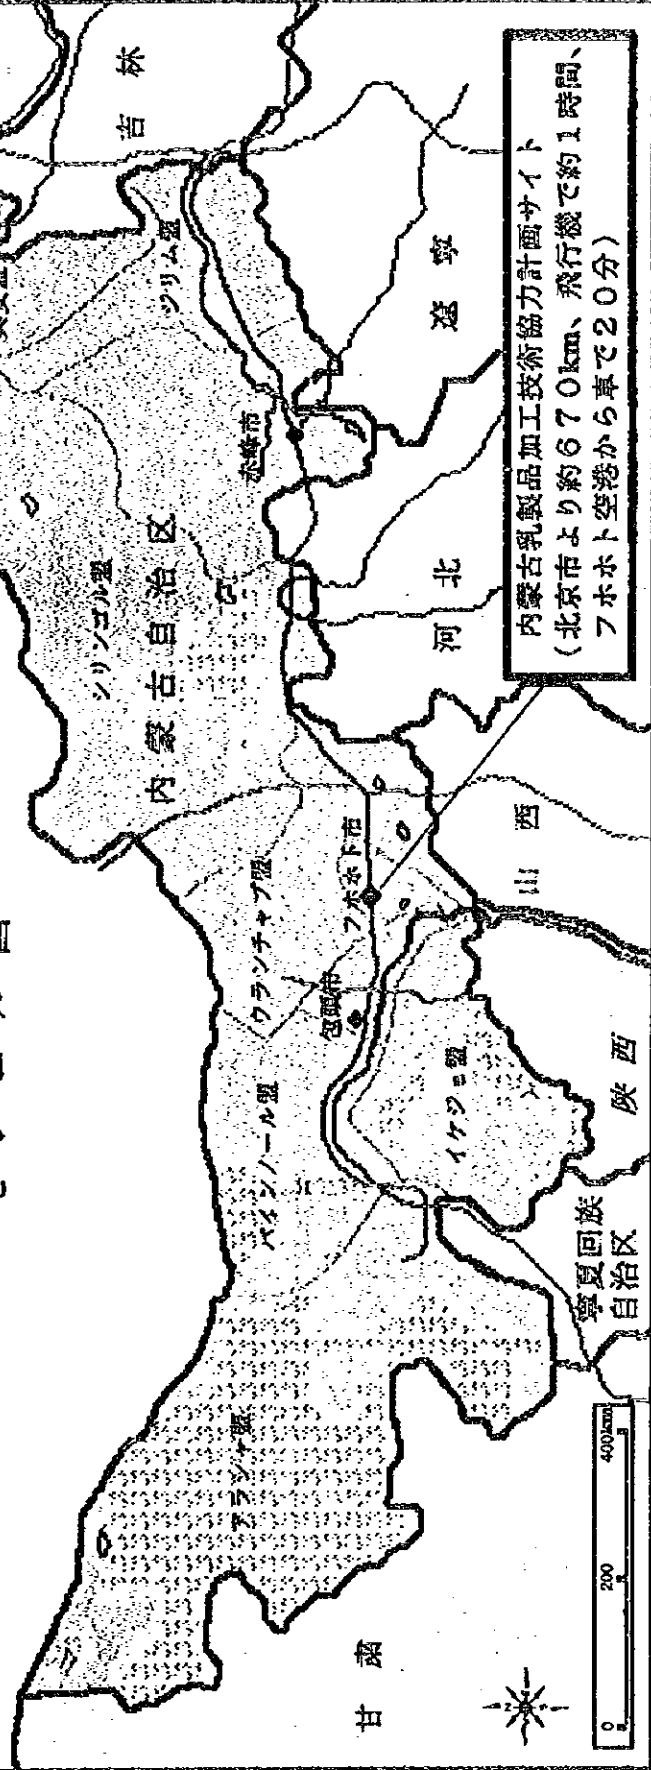 吉林
ジリム盟
赤峰市
遼寧
シリンゴル盟
内蒙古自治区
河北
ウランチャブ盟
フホホト市
山西
包頭市
バインノール盟
イケジョ盟
陝西
寧夏回族
自治区
アラシャ盟
甘粛
N
0 200 400km
内蒙古乳製品加工技術協力計画サイト
(北京市より約670km、飛行機で約1時間、
フホホト空港から車で20分)